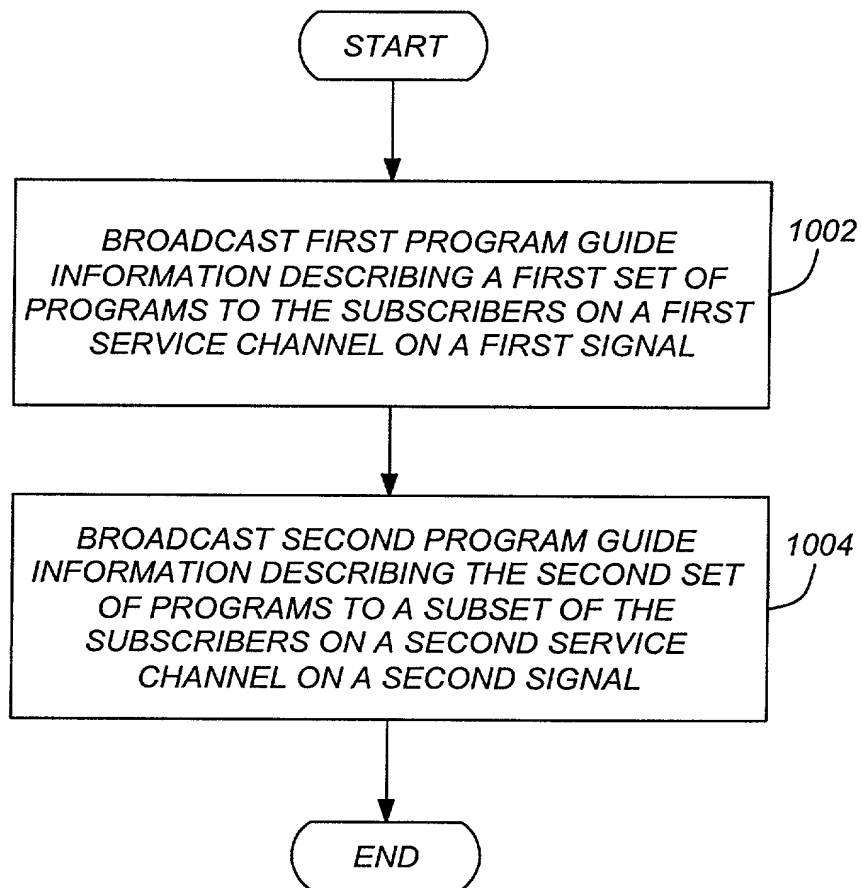 START
BROADCAST FIRST PROGRAM GUIDE
INFORMATION DESCRIBING A FIRST SET OF
PROGRAMS TO THE SUBSCRIBERS ON A FIRST
SERVICE CHANNEL ON A FIRST SIGNAL
1002
BROADCAST SECOND PROGRAM GUIDE
INFORMATION DESCRIBING THE SECOND SET
OF PROGRAMS TO A SUBSET OF THE
SUBSCRIBERS ON A SECOND SERVICE
CHANNEL ON A SECOND SIGNAL
1004
END